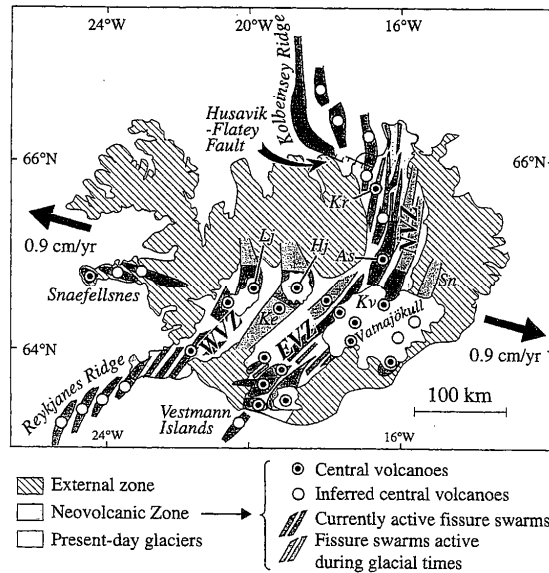 24°W
20°W
16°W
Kolbeinsey Ridge
Husavik
-Flatey
Fault
66°N
66°N
Kr
Lj
Hj
0.9 cm/yr
As
NVZ
Sn
Snaefellsnes
Ke
Kv
WVZ
EVZ
Vatnajökull
64°N
0.9 cm/yr
Reykjanes Ridge
Vestmann
Islands
100 km
24°W
16°W
External zone
Neovolcanic Zone
Present-day glaciers
Central volcanoes
Inferred central volcanoes
Currently active fissure swarms
Fissure swarms active
during glacial times